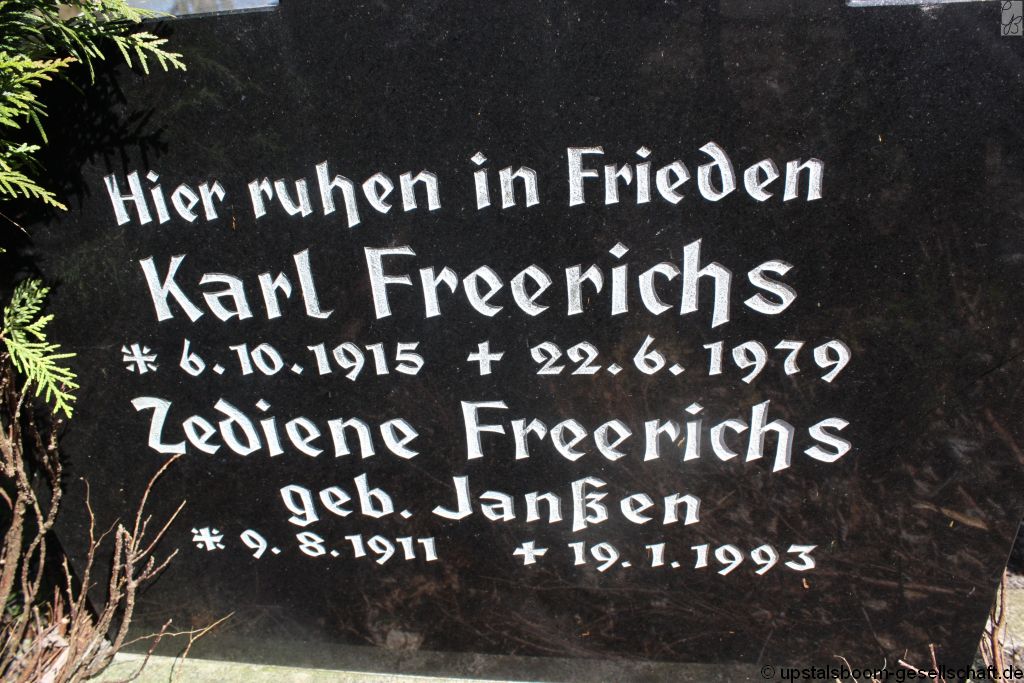 Hier ruhen in Frieden
Karl Freerichs
* 6.10.1915 ✝ 22.6.1979
Zediene Freerichs
geb. Janßen
* 9.8.1911 ✝ 19.1.1993
© upstalsboom-gesellschaft.de